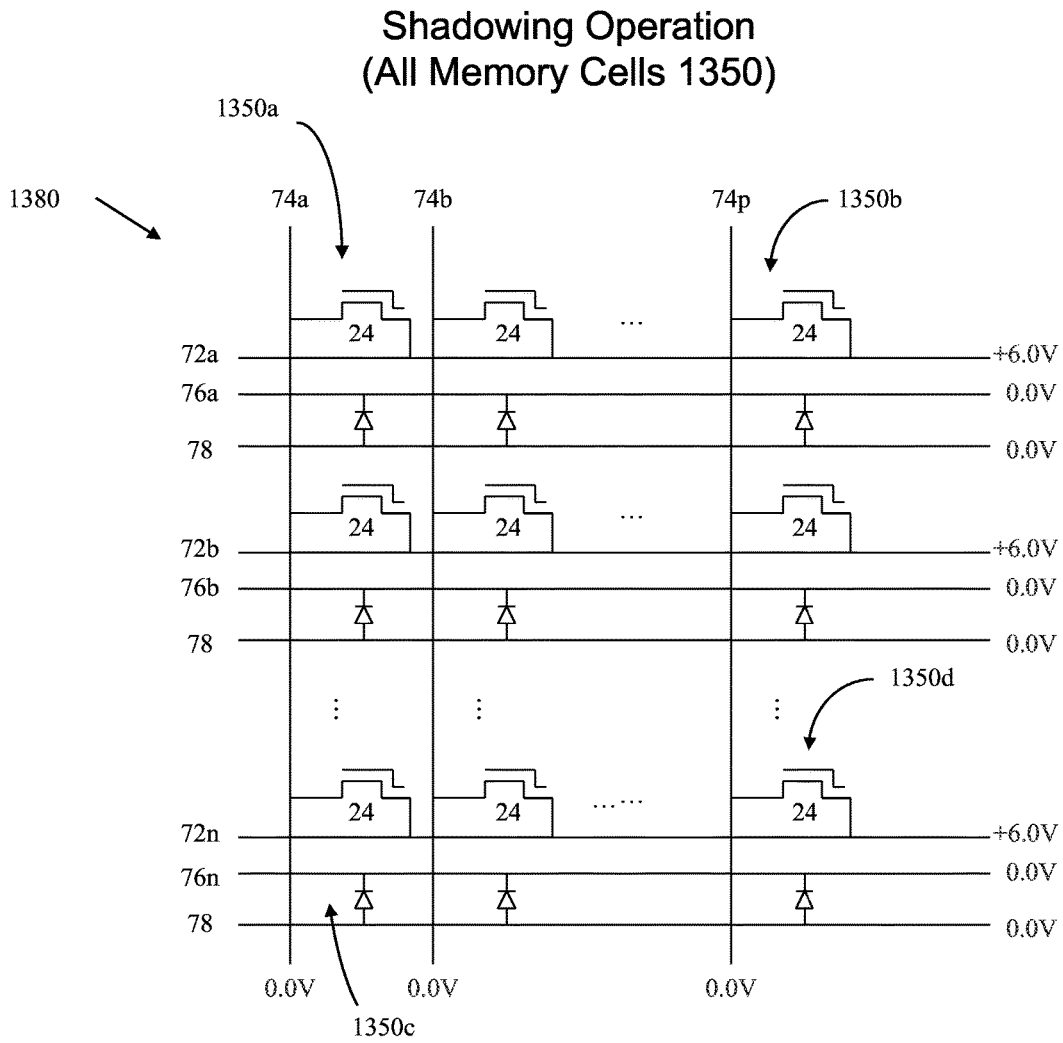 Shadowing Operation
(All Memory Cells 1350)
1350a
1380
74a 74b 74p 1350b
24 24 ... 24
72a +6.0V
76a 0.0V
78 0.0V
24 24 ... 24
72b +6.0V
76b 0.0V
78 0.0V
... ... ... 1350d
24 24 ... ... 24
72n +6.0V
76n 0.0V
78 0.0V
0.0V 0.0V 0.0V
1350c